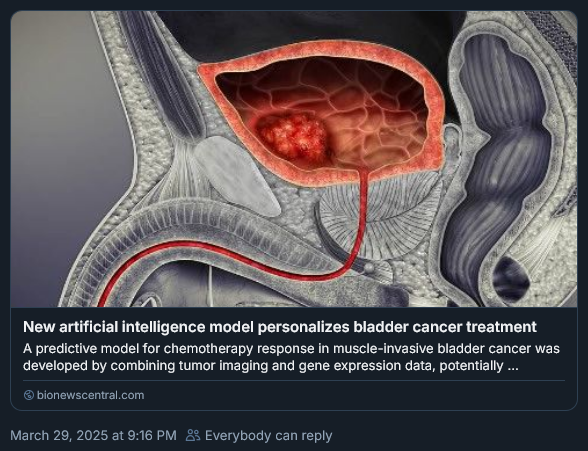 New artificial intelligence model personalizes bladder cancer treatment
A predictive model for chemotherapy response in muscle-invasive bladder cancer was
developed by combining tumor imaging and gene expression data, potentially ...
bionewscentral.com
March 29, 2025 at 9:16 PM Everybody can reply